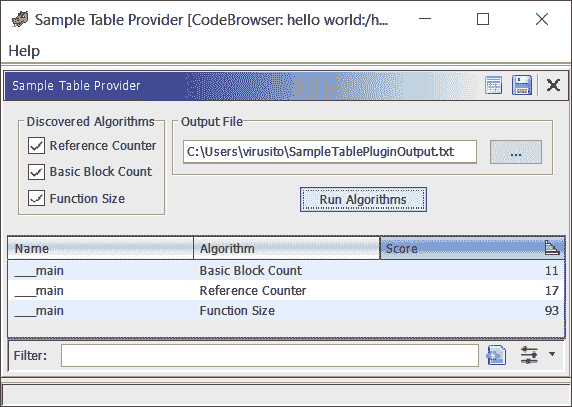 Sample Table Provider [CodeBrowser: hello world:/h...
Help
Sample Table Provider
Discovered Algorithms
Reference Counter
Basic Block Count
Function Size
Output File
C:\Users\virusito\SampleTablePluginOutput.txt
...
Run Algorithms
Name Algorithm Score
___main Basic Block Count 11
___main Reference Counter 17
___main Function Size 93
Filter: